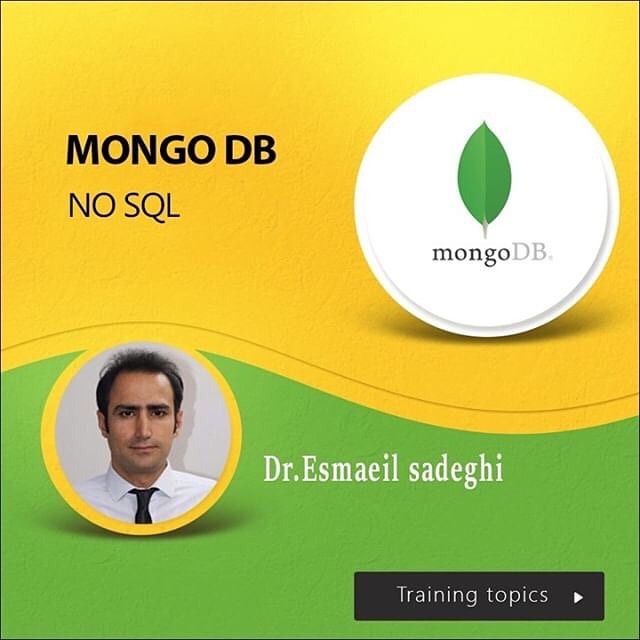 MONGO DB
NO SQL
mongoDB®
Dr.Esmaeil sadeghi
Training topics